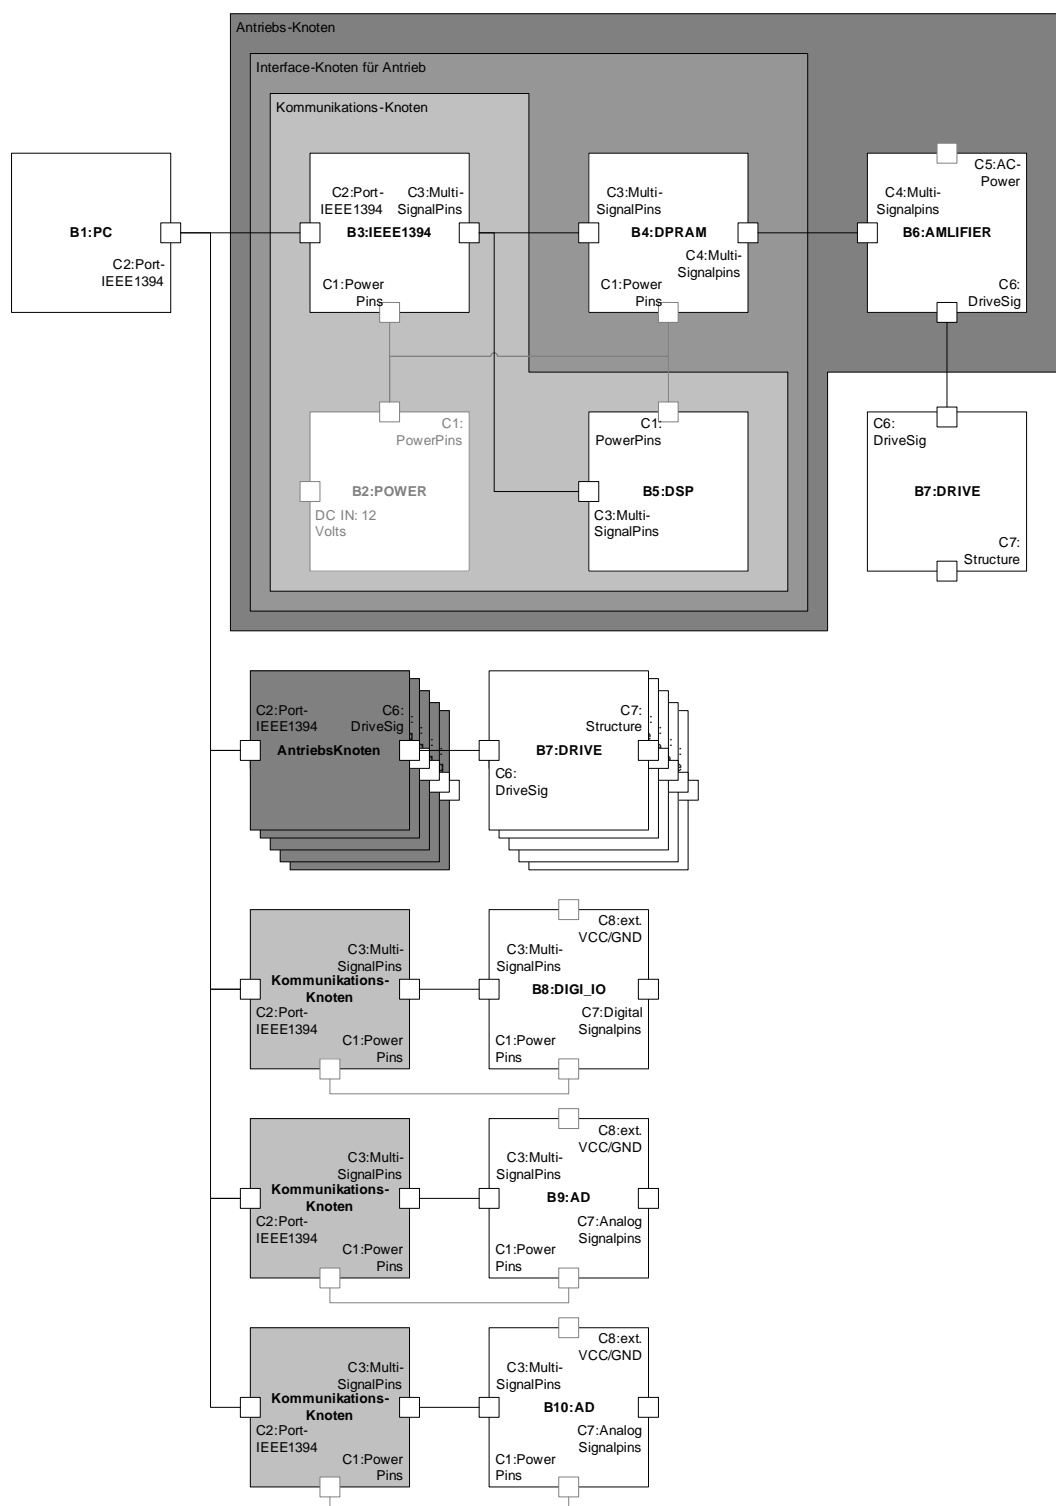 Antriebs-Knoten
Interface-Knoten für Antrieb
Kommunikations-Knoten
B1:PC
C2:Port-
IEEE1394
C2:Port-
IEEE1394
C3:Multi-
SignalPins
B3:IEEE1394
C1:Power
Pins
C3:Multi-
SignalPins
B4:DPRAM
C4:Multi-
Signalpins
C1:Power
Pins
C5:AC-
Power
C4:Multi-
Signalpins
B6:AMLIFIER
C6:
DriveSig
C1:
PowerPins
B2:POWER
DC IN: 12
Volts
C1:
PowerPins
B5:DSP
C3:Multi-
SignalPins
C6:
DriveSig
B7:DRIVE
C7:
Structure
C2:Port-
IEEE1394
C6:
DriveSig
AntriebsKnoten
C7:
Structure
B7:DRIVE
C6:
DriveSig
C3:Multi-
SignalPins
Kommunikations-
Knoten
C2:Port-
IEEE1394
C1:Power
Pins
C8:ext.
VCC/GND
C3:Multi-
SignalPins
B8:DIGI_IO
C7:Digital
Signalpins
C1:Power
Pins
C3:Multi-
SignalPins
Kommunikations-
Knoten
C2:Port-
IEEE1394
C1:Power
Pins
C8:ext.
VCC/GND
C3:Multi-
SignalPins
B9:AD
C7:Analog
Signalpins
C1:Power
Pins
C3:Multi-
SignalPins
Kommunikations-
Knoten
C2:Port-
IEEE1394
C1:Power
Pins
C8:ext.
VCC/GND
C3:Multi-
SignalPins
B10:AD
C7:Analog
Signalpins
C1:Power
Pins